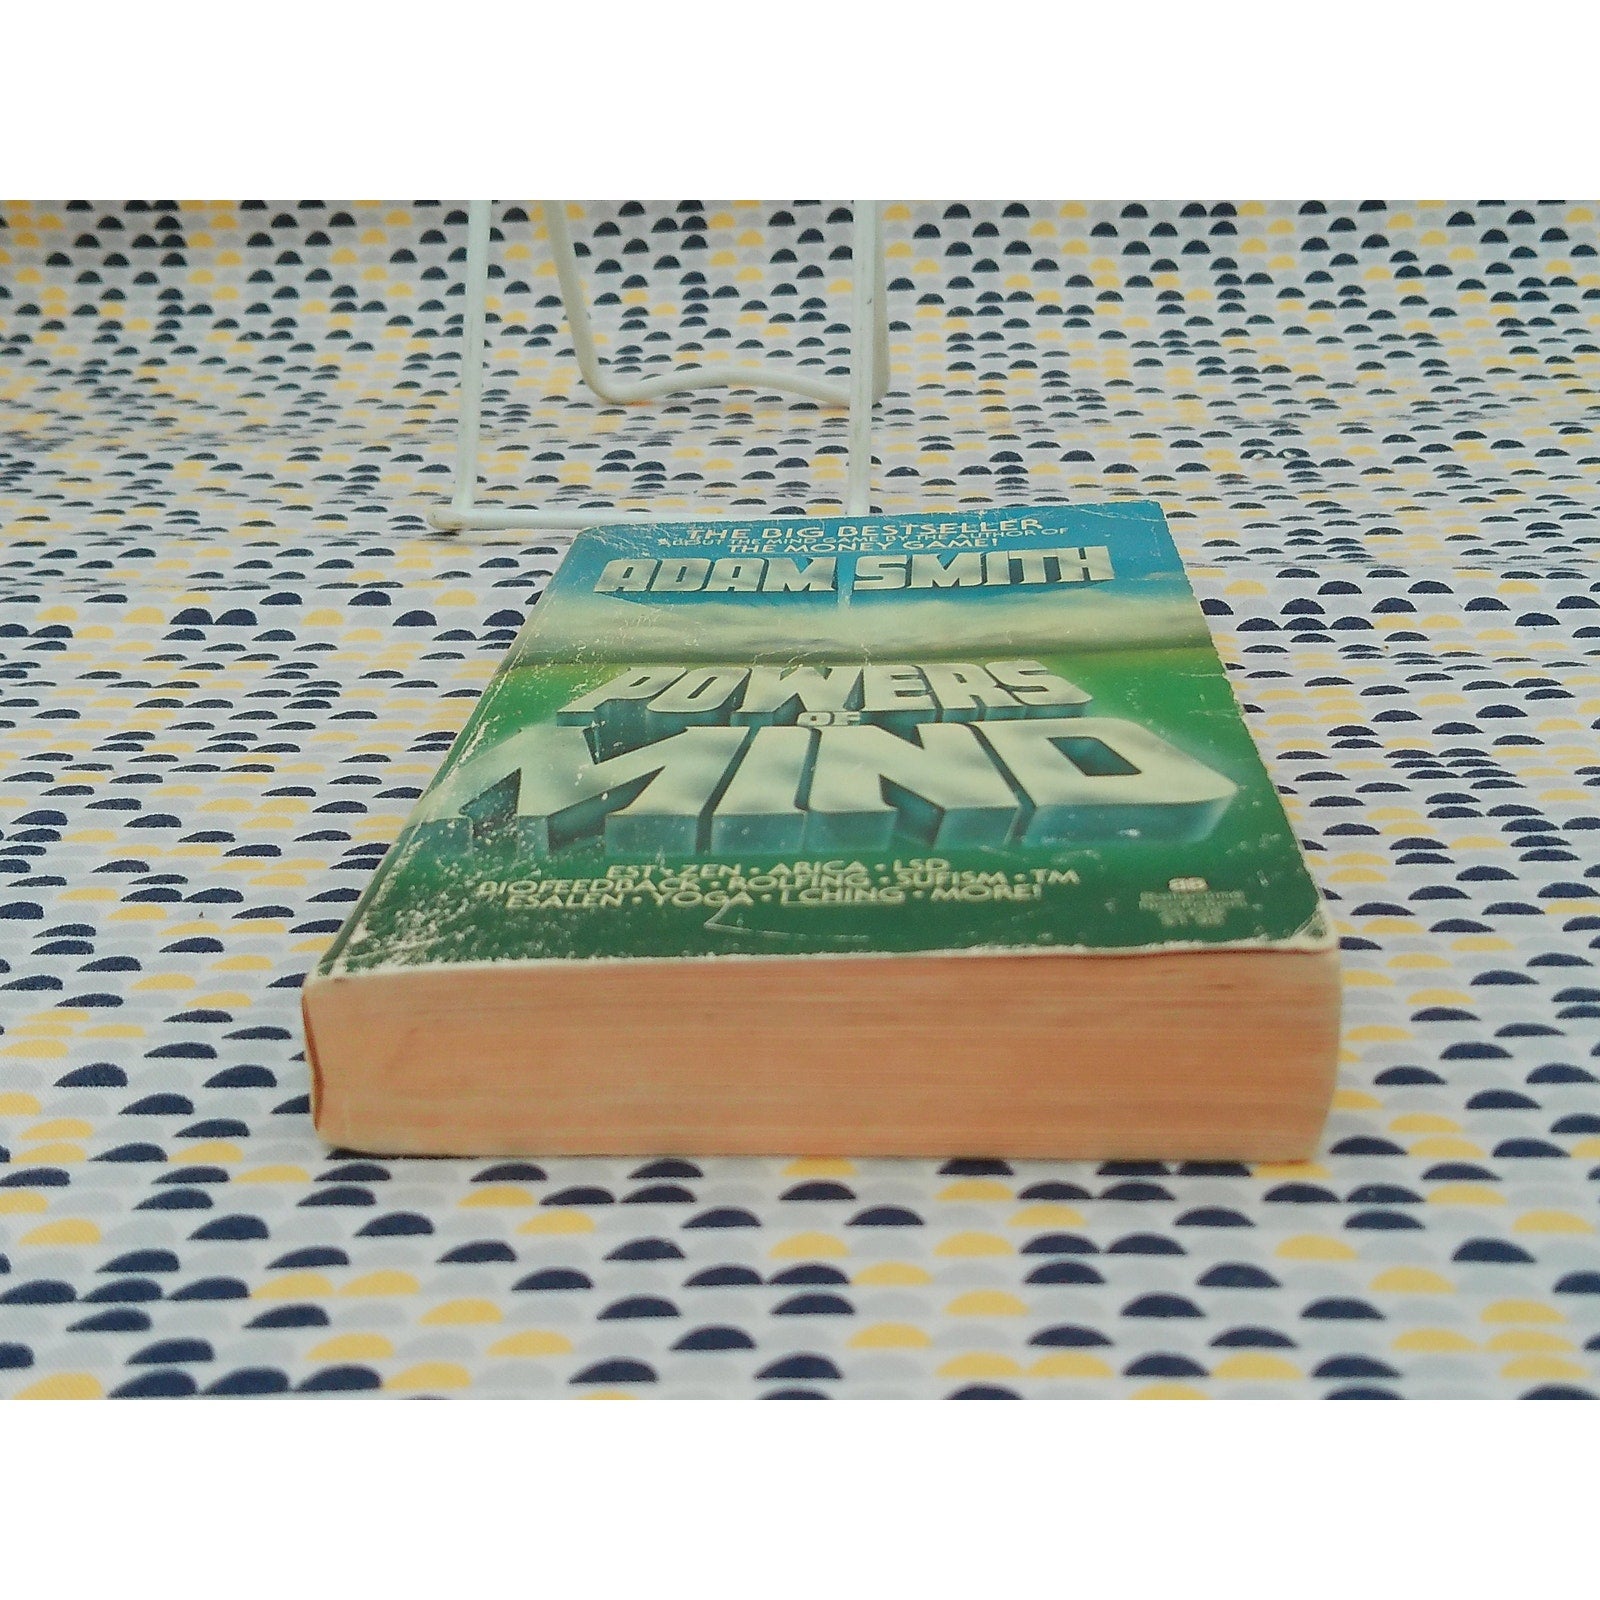 THE BIG BESTSELLER
ABOUT THE MIND GAME BY THE AUTHOR OF
THE MONEY GAME!
ADAM SMITH
POWERS
OF
MIND
EST • ZEN • ARICA • LSD
BIOFEEDBACK • ROLFING • SUFISM • TM
ESALEN • YOGA • I CHING • MORE!
BB